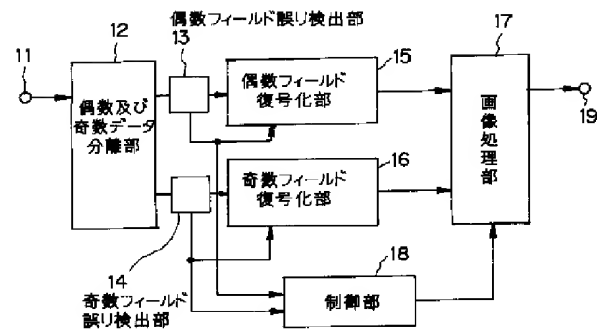 偶数フィールド誤り検出部
11
12
13
15
17
偶数及び
奇数データ
分離部
偶数フィールド
復号化部
画像処理部
19
16
奇数フィールド
復号化部
14
奇数フィールド
誤り検出部
18
制御部